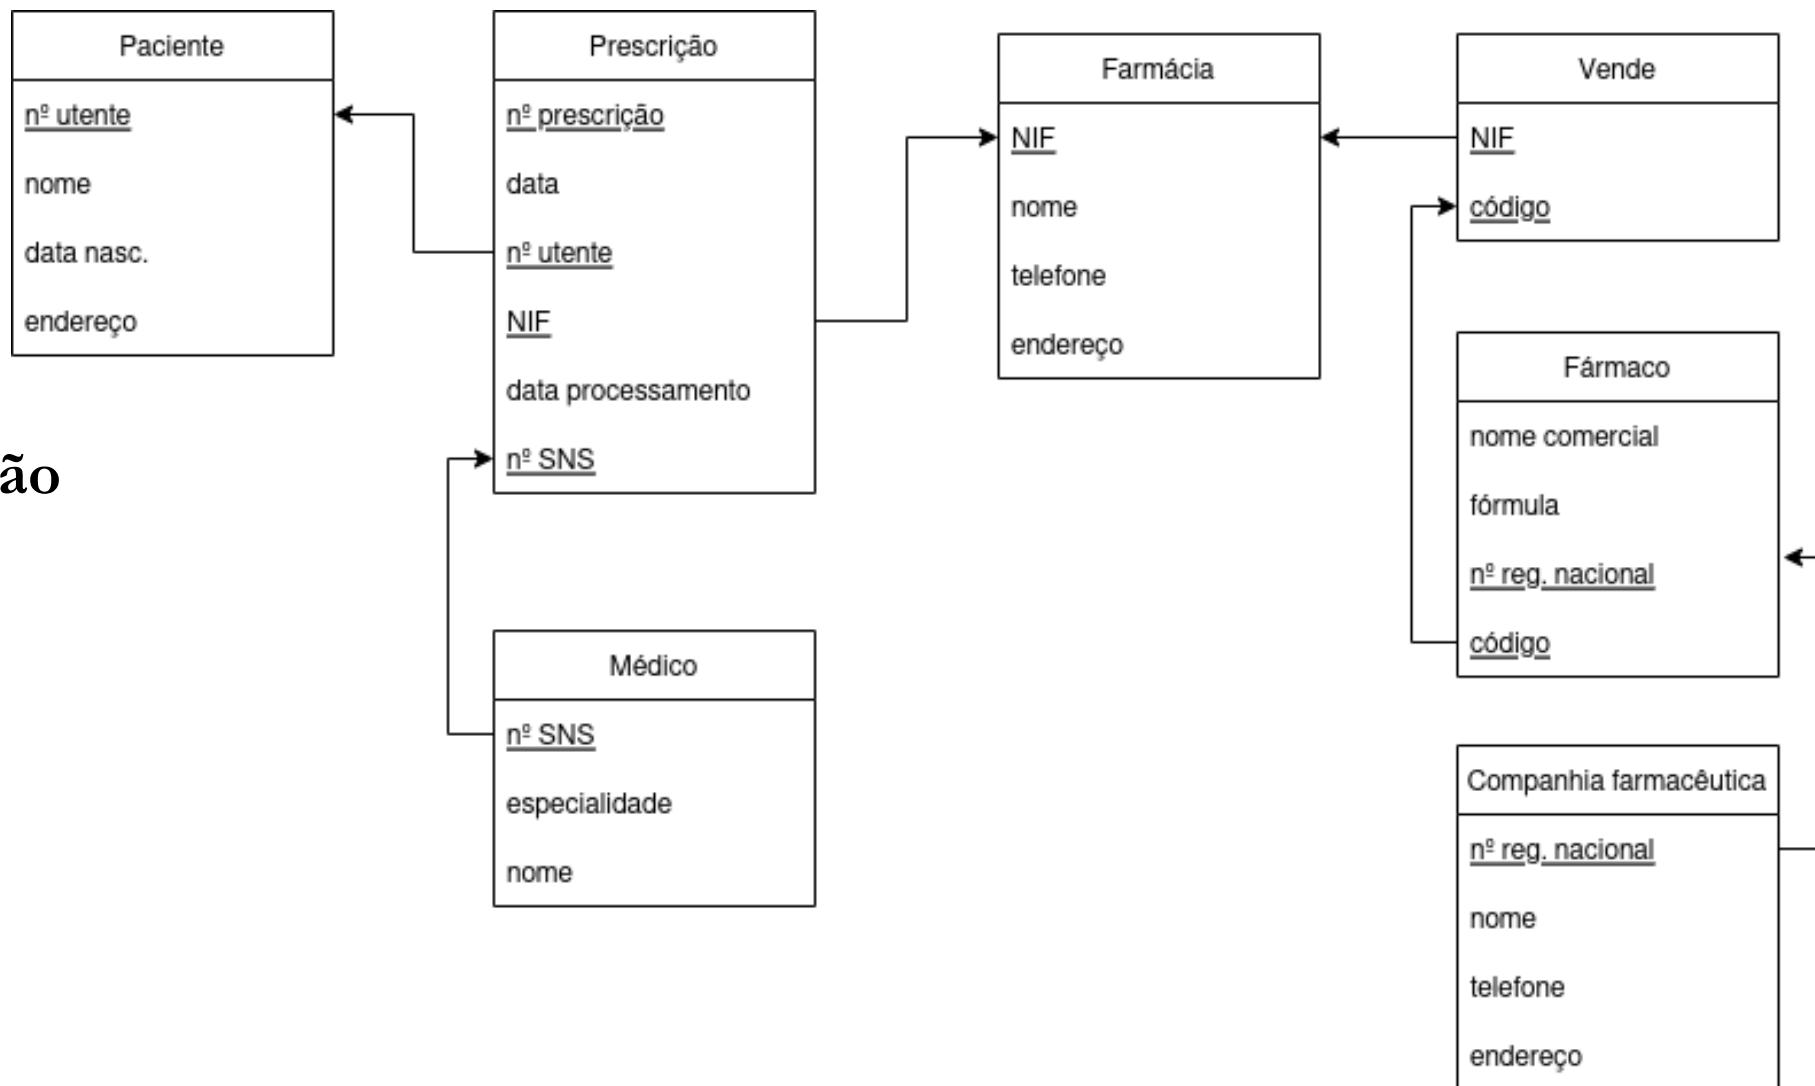 Paciente
nº utente
nome
data nasc.
endereço
Prescrição
nº prescrição
data
nº utente
NIF
data processamento
nº SNS
Farmácia
NIF
nome
telefone
endereço
Vende
NIF
código
Fármaco
nome comercial
fórmula
nº reg. nacional
código
ão
Médico
nº SNS
especialidade
nome
Companhia farmacêutica
nº reg. nacional
nome
telefone
endereço